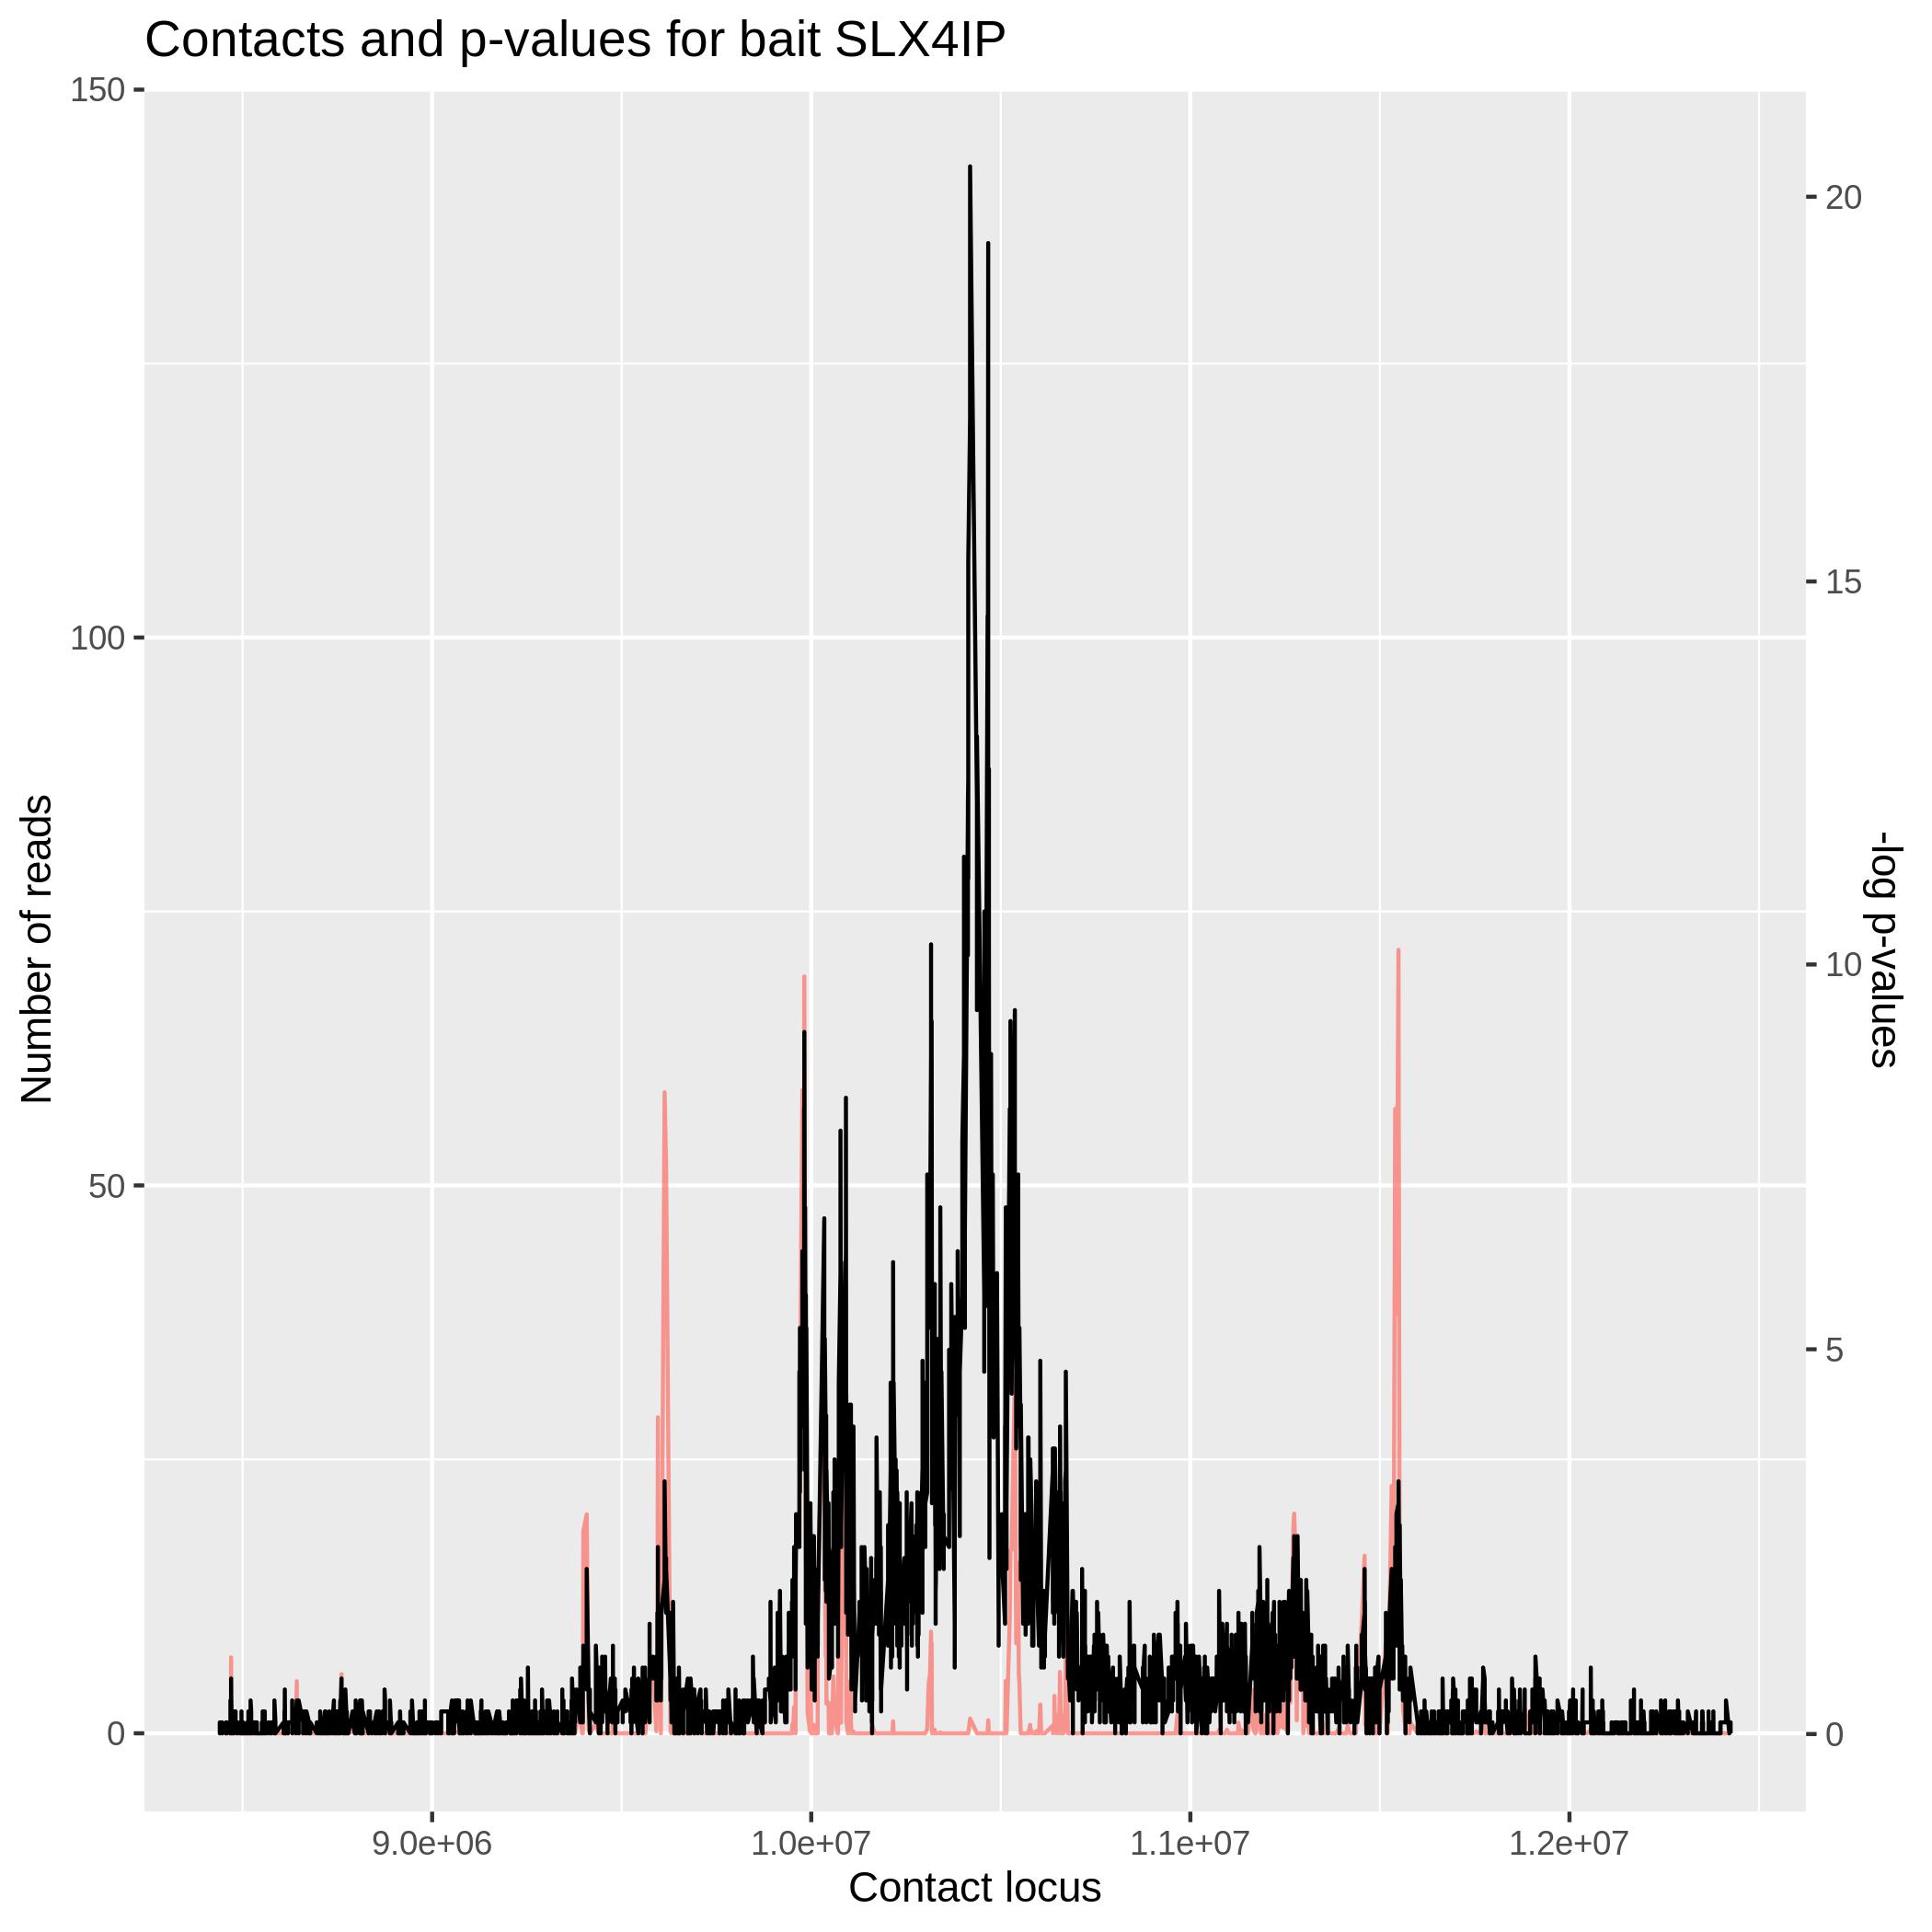 Contacts and p-values for bait SLX4IP
150
100
50
0
Number of reads
20
15
10
5
0
-log p-values
9.0e+06
1.0e+07
1.1e+07
1.2e+07
Contact locus